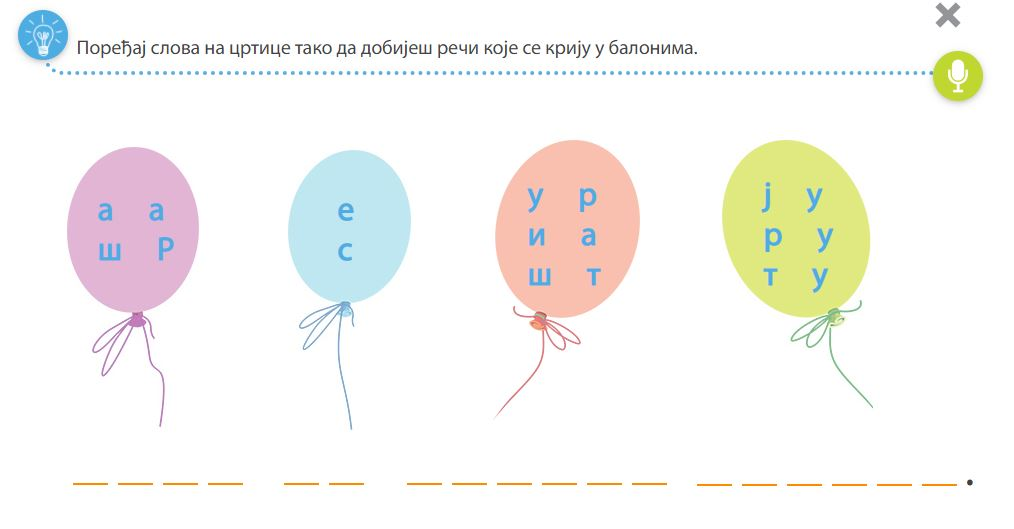 Поређај слова на цртице тако да добијеш речи које се крију у балонима.
а а
ш Р
е
с
у р
и а
ш т
ј у
р у
т у
.